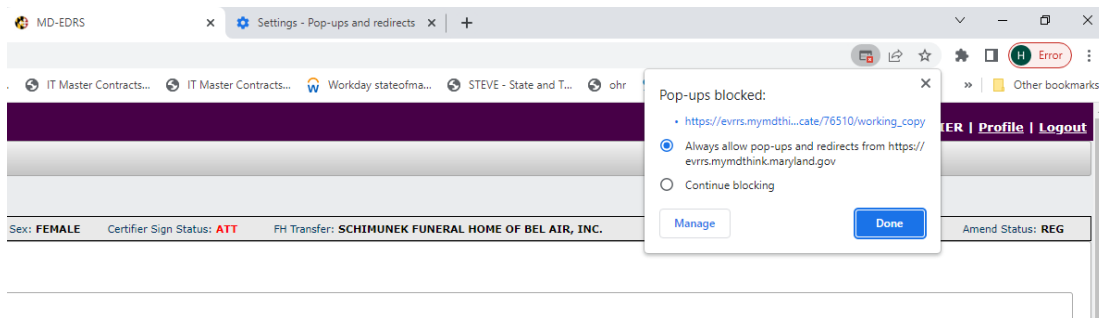 MD-EDRS
Settings - Pop-ups and redirects
H Error
IT Master Contracts... IT Master Contracts... Workday stateofma... STEVE - State and T... ohr » Other bookmarks
Pop-ups blocked:
• https://evrrs.mymdthi...cate/76510/working_copy
Always allow pop-ups and redirects from https://
evrrs.mymdthink.maryland.gov
Continue blocking
Manage Done
IER | Profile | Logout
Sex: FEMALE Certifier Sign Status: ATT FH Transfer: SCHIMUNEK FUNERAL HOME OF BEL AIR, INC. Amend Status: REG